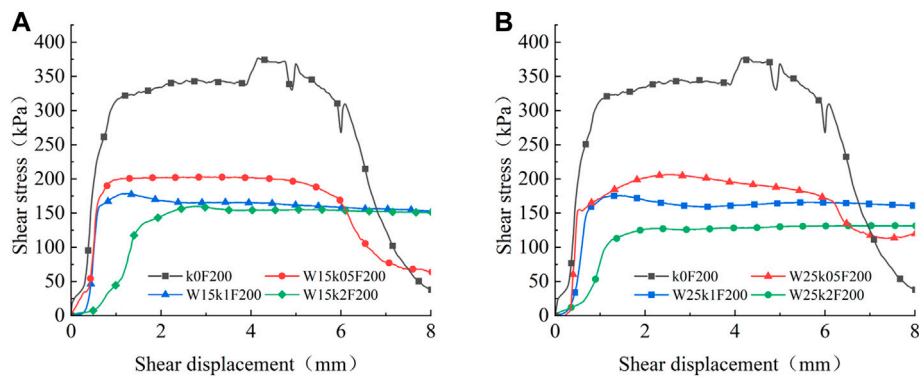 A
400
350
300
250
200
150
100
50
0
Shear stress（kPa）
k0F200
W15k05F200
W15k1F200
W15k2F200
0
2
4
6
8
Shear displacement（mm）
B
400
350
300
250
200
150
100
50
0
Shear stress（kPa）
k0F200
W25k05F200
W25k1F200
W25k2F200
0
2
4
6
8
Shear displacement（mm）